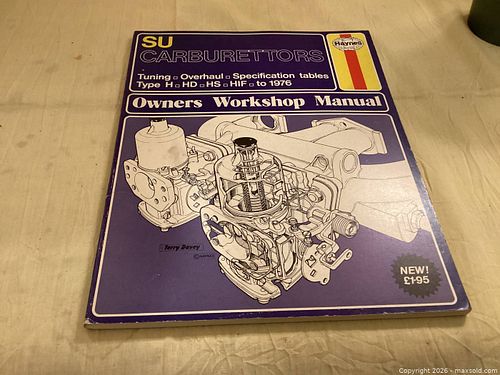 SU
CARBURETTORS
Haynes
Tuning ▫ Overhaul ▫ Specification tables
Type H ▫ HD ▫ HS ▫ HIF ▫ to 1976
Owners Workshop Manual
Terry Davey
NEW!
£1·95
Copyright 2026 - maxsold.com